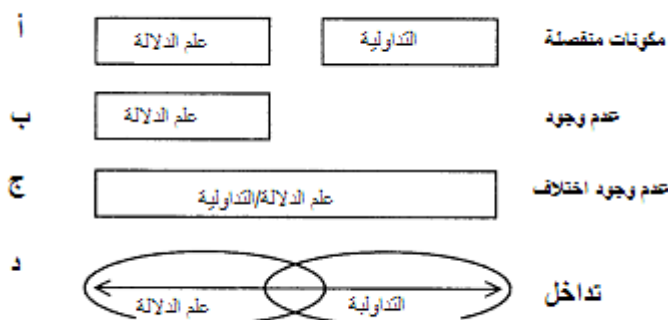 أ علم الدلالة التداولية مكونات منفصلة
ب علم الدلالة عدم وجود
ج علم الدلالة/التداولية عدم وجود اختلاف
د علم الدلالة التداولية تداخل